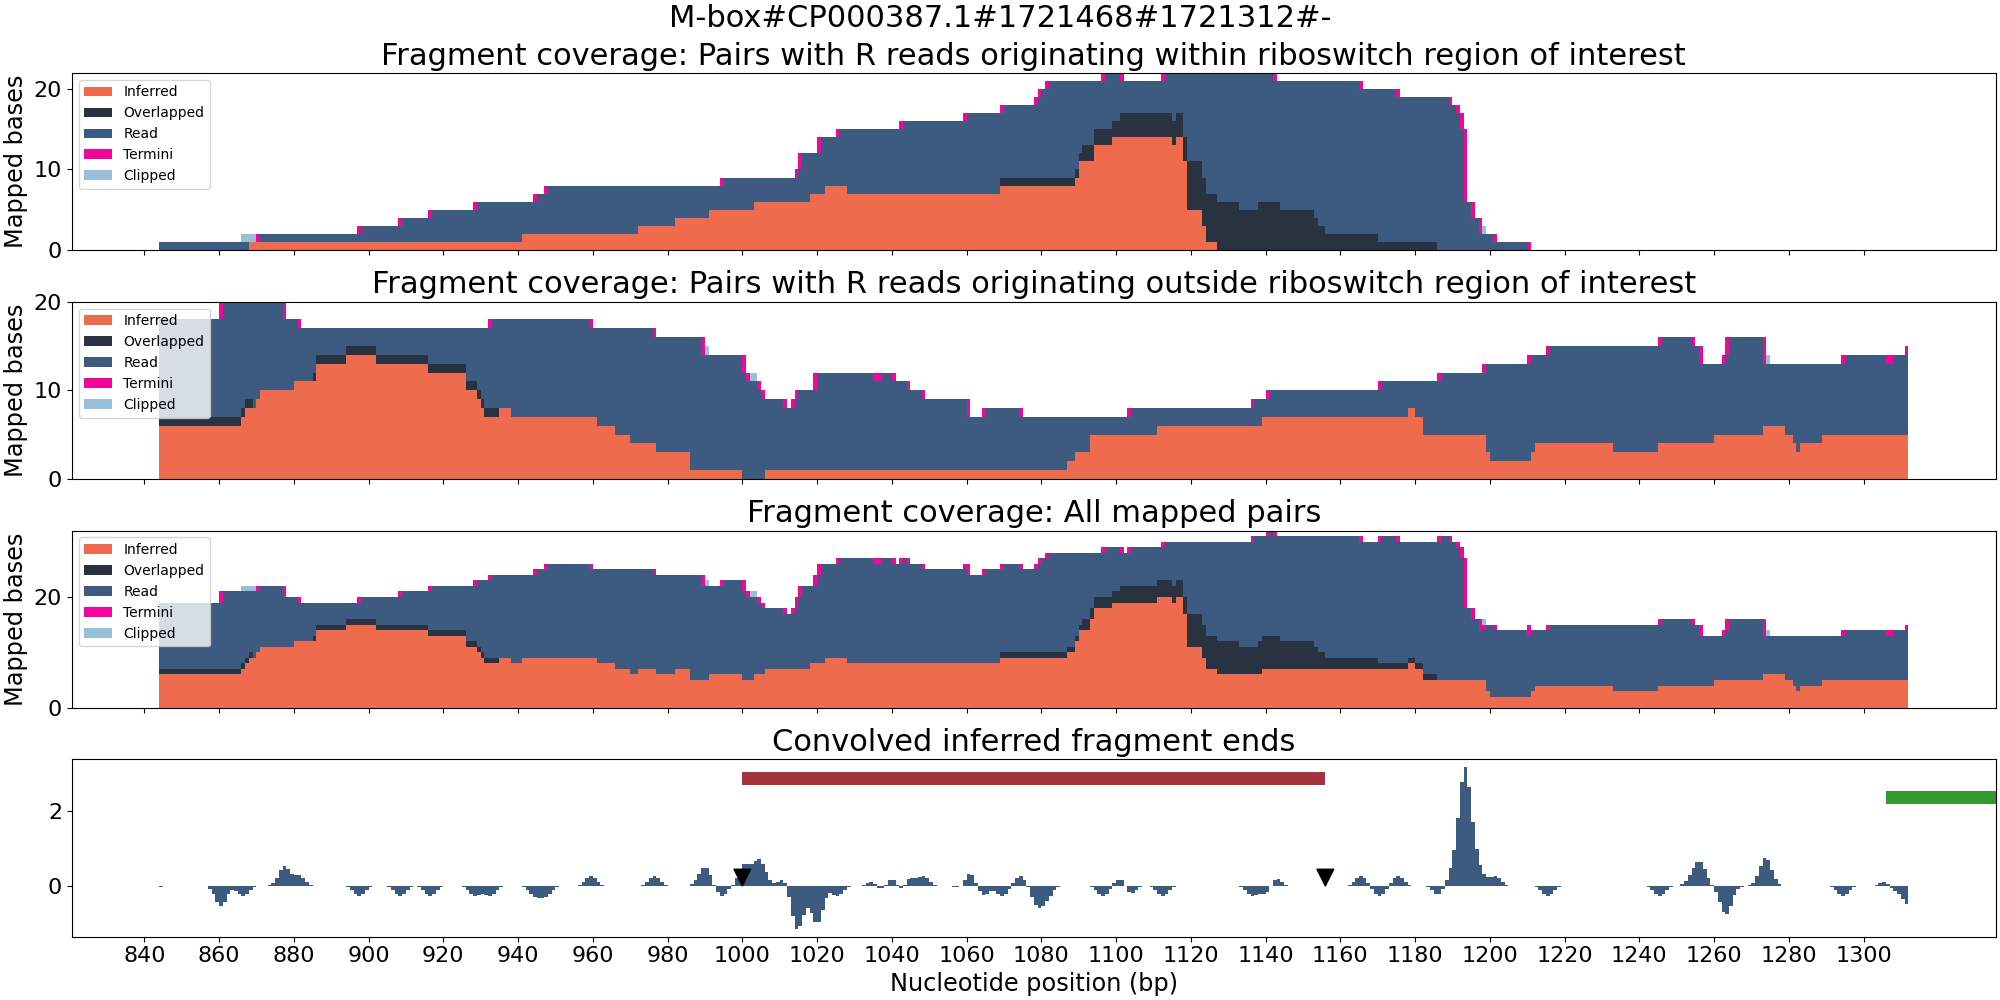 M-box#CP000387.1#1721468#1721312#-
Fragment coverage: Pairs with R reads originating within riboswitch region of interest
Mapped bases
20
10
0
Inferred
Overlapped
Read
Termini
Clipped
Fragment coverage: Pairs with R reads originating outside riboswitch region of interest
Mapped bases
20
10
0
Inferred
Overlapped
Read
Termini
Clipped
Fragment coverage: All mapped pairs
Mapped bases
20
0
Inferred
Overlapped
Read
Termini
Clipped
Convolved inferred fragment ends
2
0
840 860 880 900 920 940 960 980 1000 1020 1040 1060 1080 1100 1120 1140 1160 1180 1200 1220 1240 1260 1280 1300
Nucleotide position (bp)